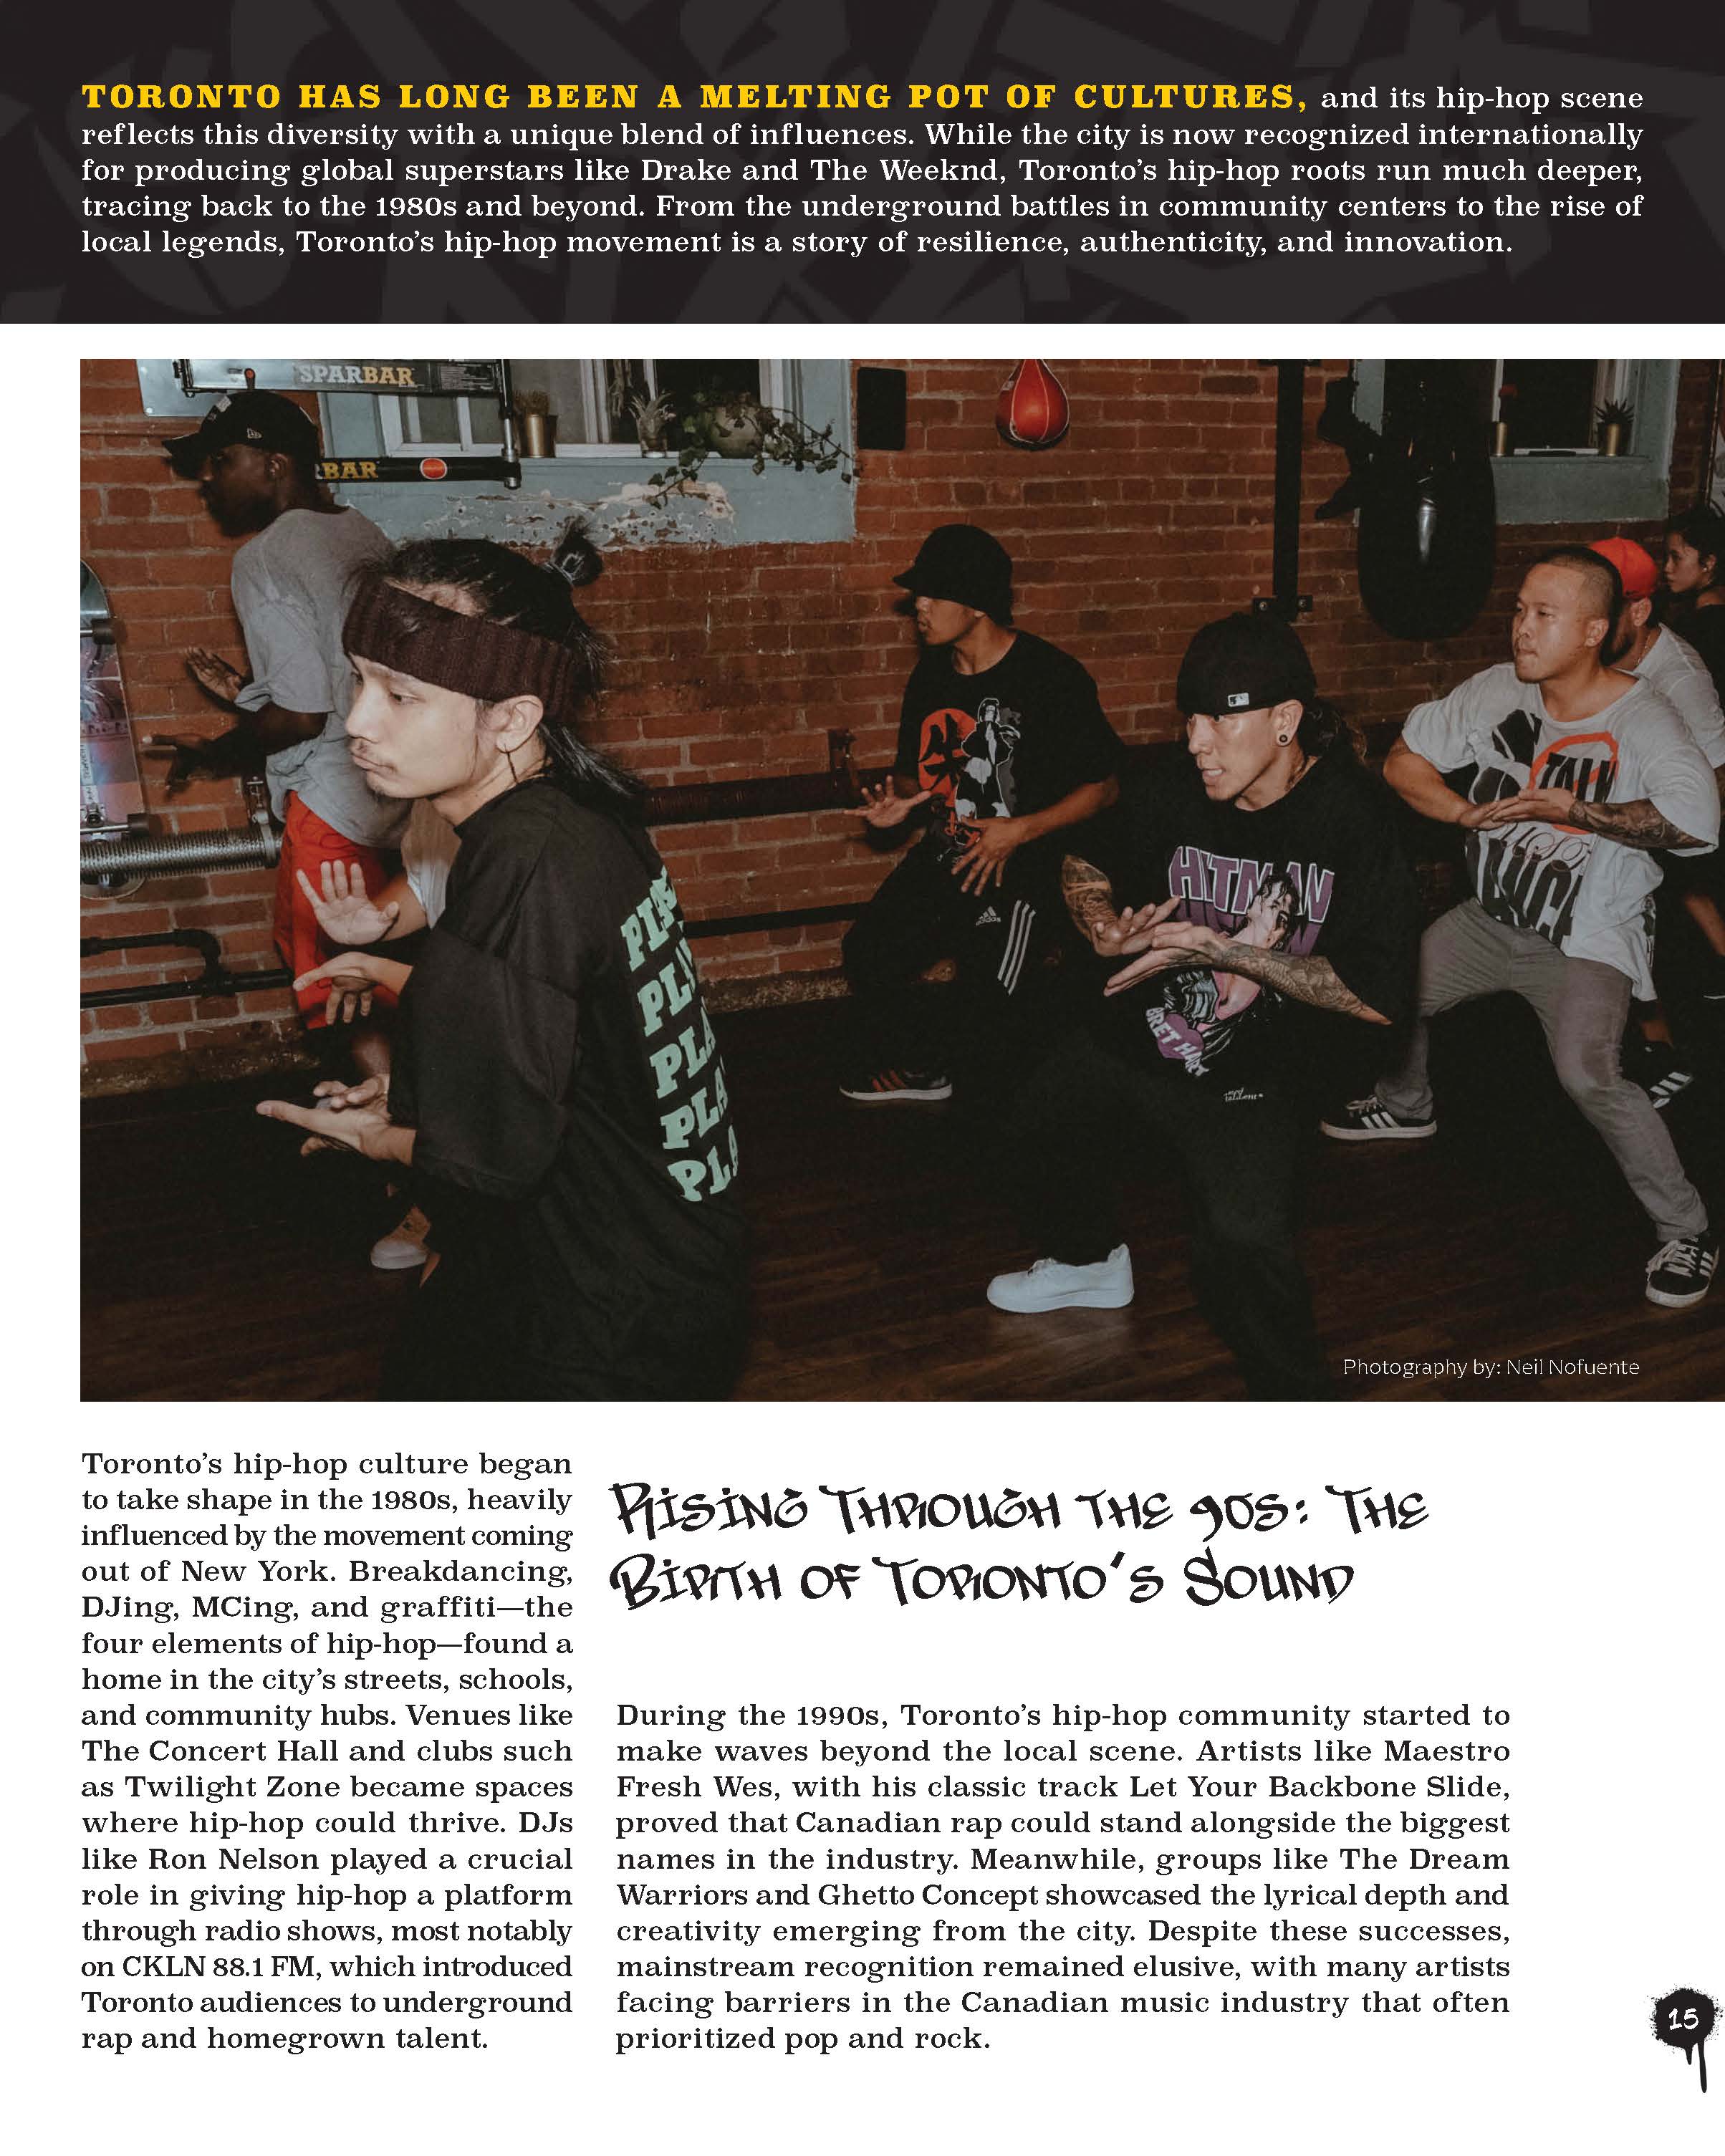 TORONTO HAS LONG BEEN A MELTING POT OF CULTURES, and its hip-hop scene
reflects this diversity with a unique blend of influences. While the city is now recognized internationally
for producing global superstars like Drake and The Weeknd, Toronto's hip-hop roots run much deeper,
tracing back to the 1980s and beyond. From the underground battles in community centers to the rise of
local legends, Toronto's hip-hop movement is a story of resilience, authenticity, and innovation.
SPARBAR
RBAR
PLA
PLA
PLA
PLA
PLA
adidas
HITMAN
BRET HART
TALK
Photography by: Neil Nofuente
Toronto's hip-hop culture began
to take shape in the 1980s, heavily
influenced by the movement coming
out of New York. Breakdancing,
DJing, MCing, and graffiti—the
four elements of hip-hop—found a
home in the city's streets, schools,
and community hubs. Venues like
The Concert Hall and clubs such
as Twilight Zone became spaces
where hip-hop could thrive. DJs
like Ron Nelson played a crucial
role in giving hip-hop a platform
through radio shows, most notably
on CKLN 88.1 FM, which introduced
Toronto audiences to underground
rap and homegrown talent.
Rising Through the 90s: The
Birth of Toronto's Sound
During the 1990s, Toronto's hip-hop community started to
make waves beyond the local scene. Artists like Maestro
Fresh Wes, with his classic track Let Your Backbone Slide,
proved that Canadian rap could stand alongside the biggest
names in the industry. Meanwhile, groups like The Dream
Warriors and Ghetto Concept showcased the lyrical depth and
creativity emerging from the city. Despite these successes,
mainstream recognition remained elusive, with many artists
facing barriers in the Canadian music industry that often
prioritized pop and rock.
15